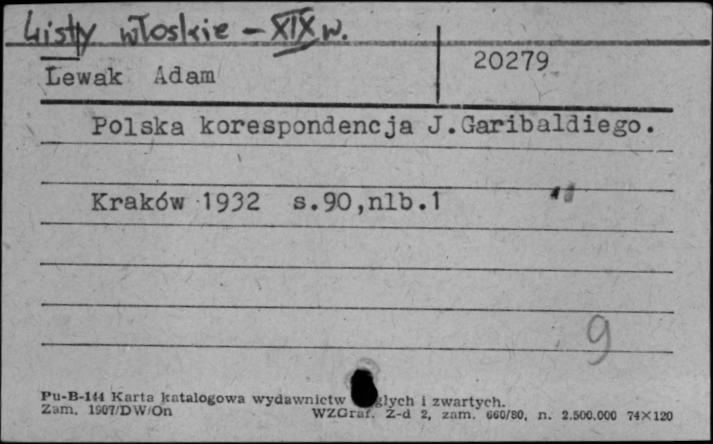 Listy włoskie - XIX w.
Lewak Adam 20279
Polska korespondencja J.Garibaldiego.
Kraków 1932 s.90,nlb.1
9
Pu-B-144 Karta katalogowa wydawnictw głych i zwartych.
Zam. 1907/DW/On WZGraf. Z-d 2, zam. 660/80, n. 2.500.000 74×120